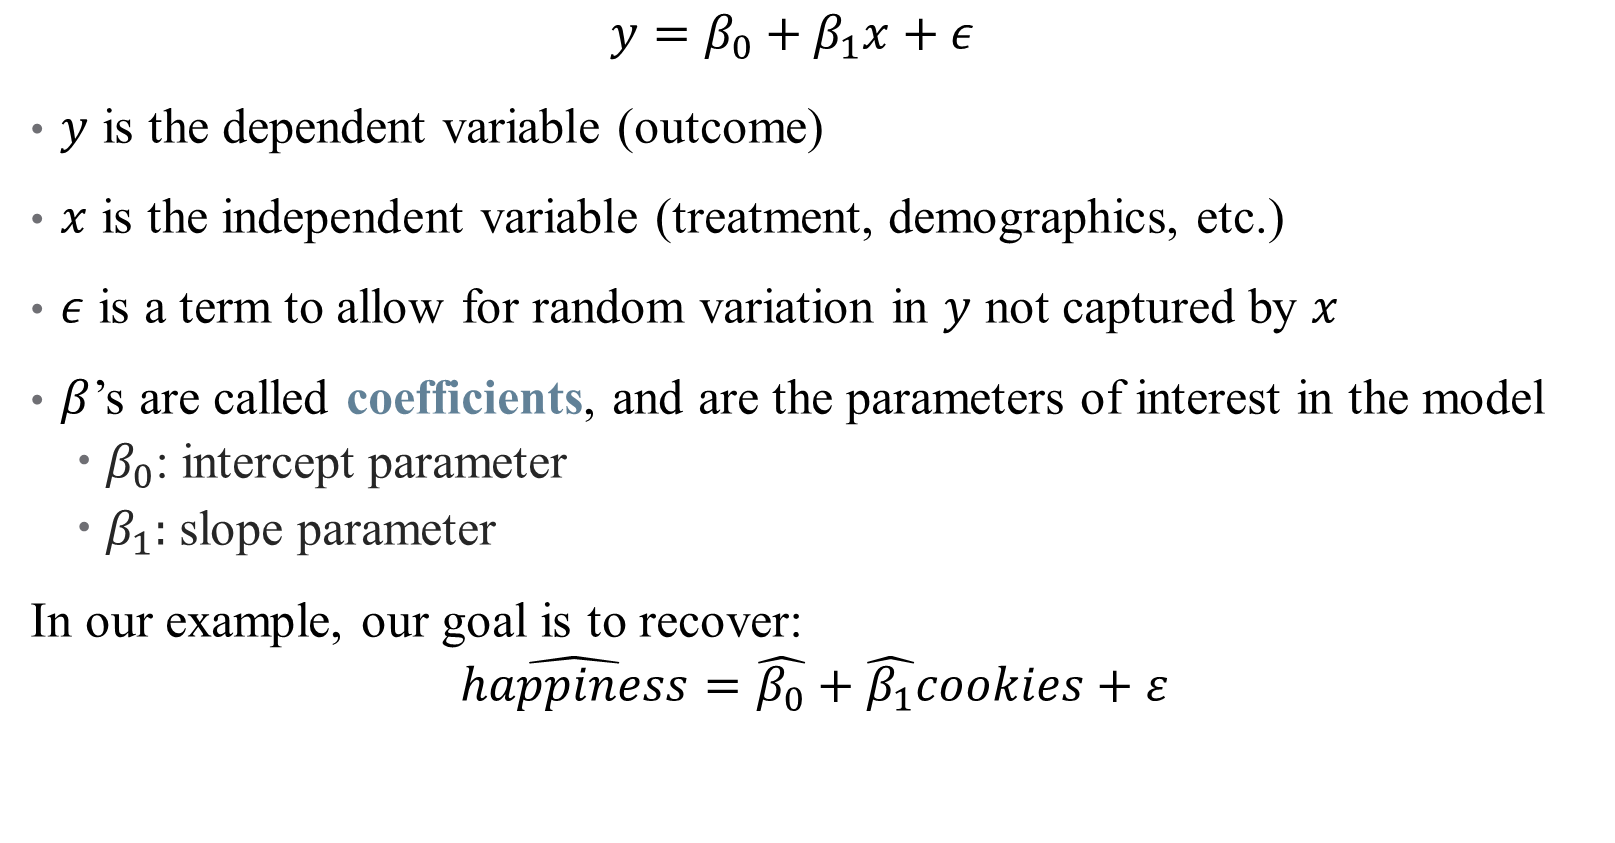 𝑦 = 𝛽₀ + 𝛽₁𝑥 + 𝜖
• 𝑦 is the dependent variable (outcome)
• 𝑥 is the independent variable (treatment, demographics, etc.)
• 𝜖 is a term to allow for random variation in 𝑦 not captured by 𝑥
• 𝛽’s are called coefficients, and are the parameters of interest in the model
• 𝛽₀: intercept parameter
• 𝛽₁: slope parameter
In our example, our goal is to recover:
ℎ𝑎𝑝𝑝𝑖𝑛𝑒𝑠𝑠̂ = 𝛽₀̂ + 𝛽₁̂𝑐𝑜𝑜𝑘𝑖𝑒𝑠 + 𝜀